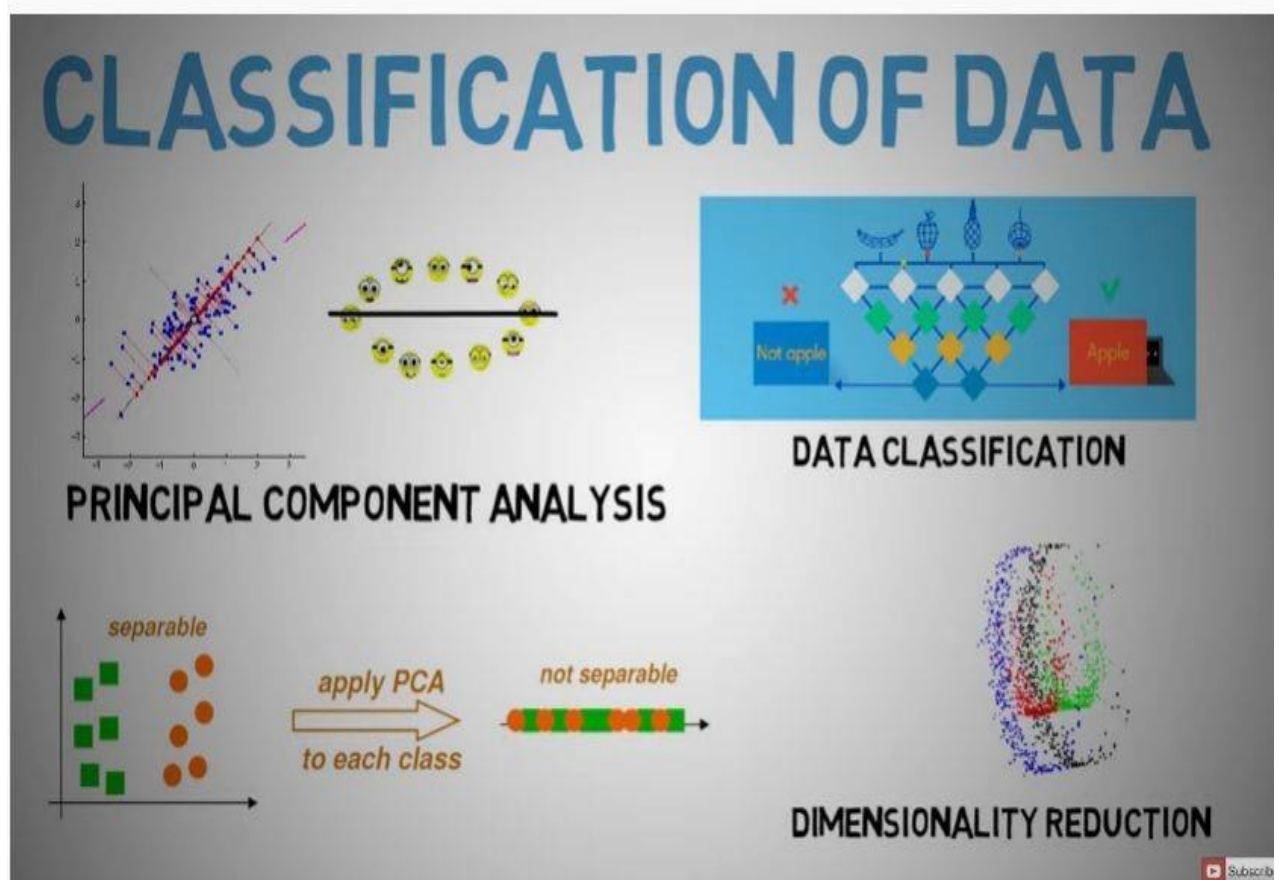 CLASSIFICATION OF DATA
PRINCIPAL COMPONENT ANALYSIS
Not apple
Apple
DATA CLASSIFICATION
separable
apply PCA
to each class
not separable
DIMENSIONALITY REDUCTION
Subscribe